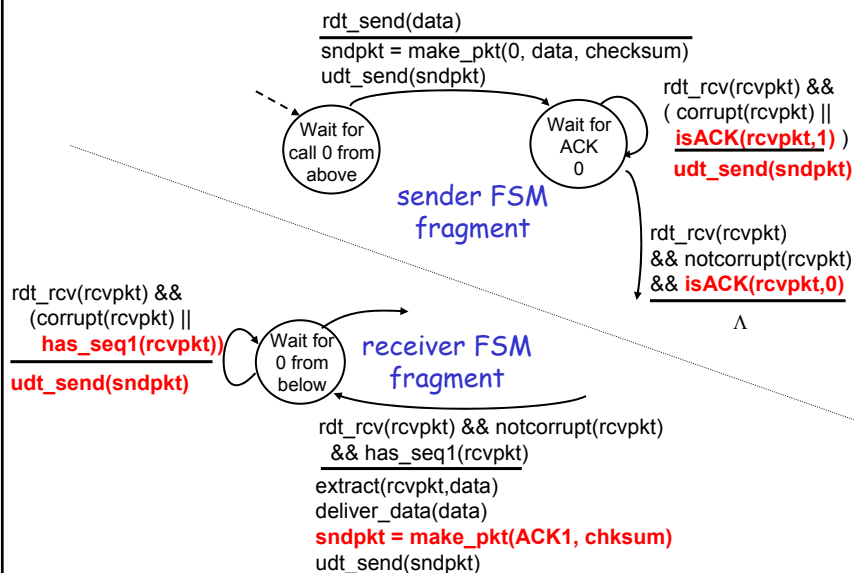 rdt_send(data)
sndpkt = make_pkt(0, data, checksum)
udt_send(sndpkt)
Wait for
call 0 from
above
Wait for
ACK
0
rdt_rcv(rcvpkt) &&
( corrupt(rcvpkt) ||
isACK(rcvpkt,1) )
udt_send(sndpkt)
sender FSM
fragment
rdt_rcv(rcvpkt)
&& notcorrupt(rcvpkt)
&& isACK(rcvpkt,0)
Λ
rdt_rcv(rcvpkt) &&
(corrupt(rcvpkt) ||
has_seq1(rcvpkt))
udt_send(sndpkt)
Wait for
0 from
below
receiver FSM
fragment
rdt_rcv(rcvpkt) && notcorrupt(rcvpkt)
&& has_seq1(rcvpkt)
extract(rcvpkt,data)
deliver_data(data)
sndpkt = make_pkt(ACK1, chksum)
udt_send(sndpkt)